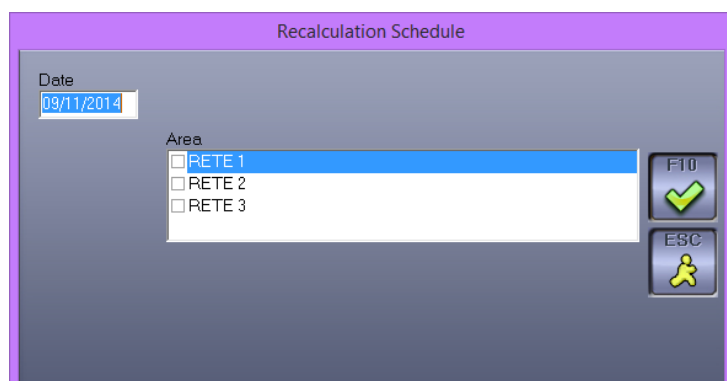 Recalculation Schedule
Date
09/11/2014
Area
RETE 1
RETE 2
RETE 3
F10
ESC